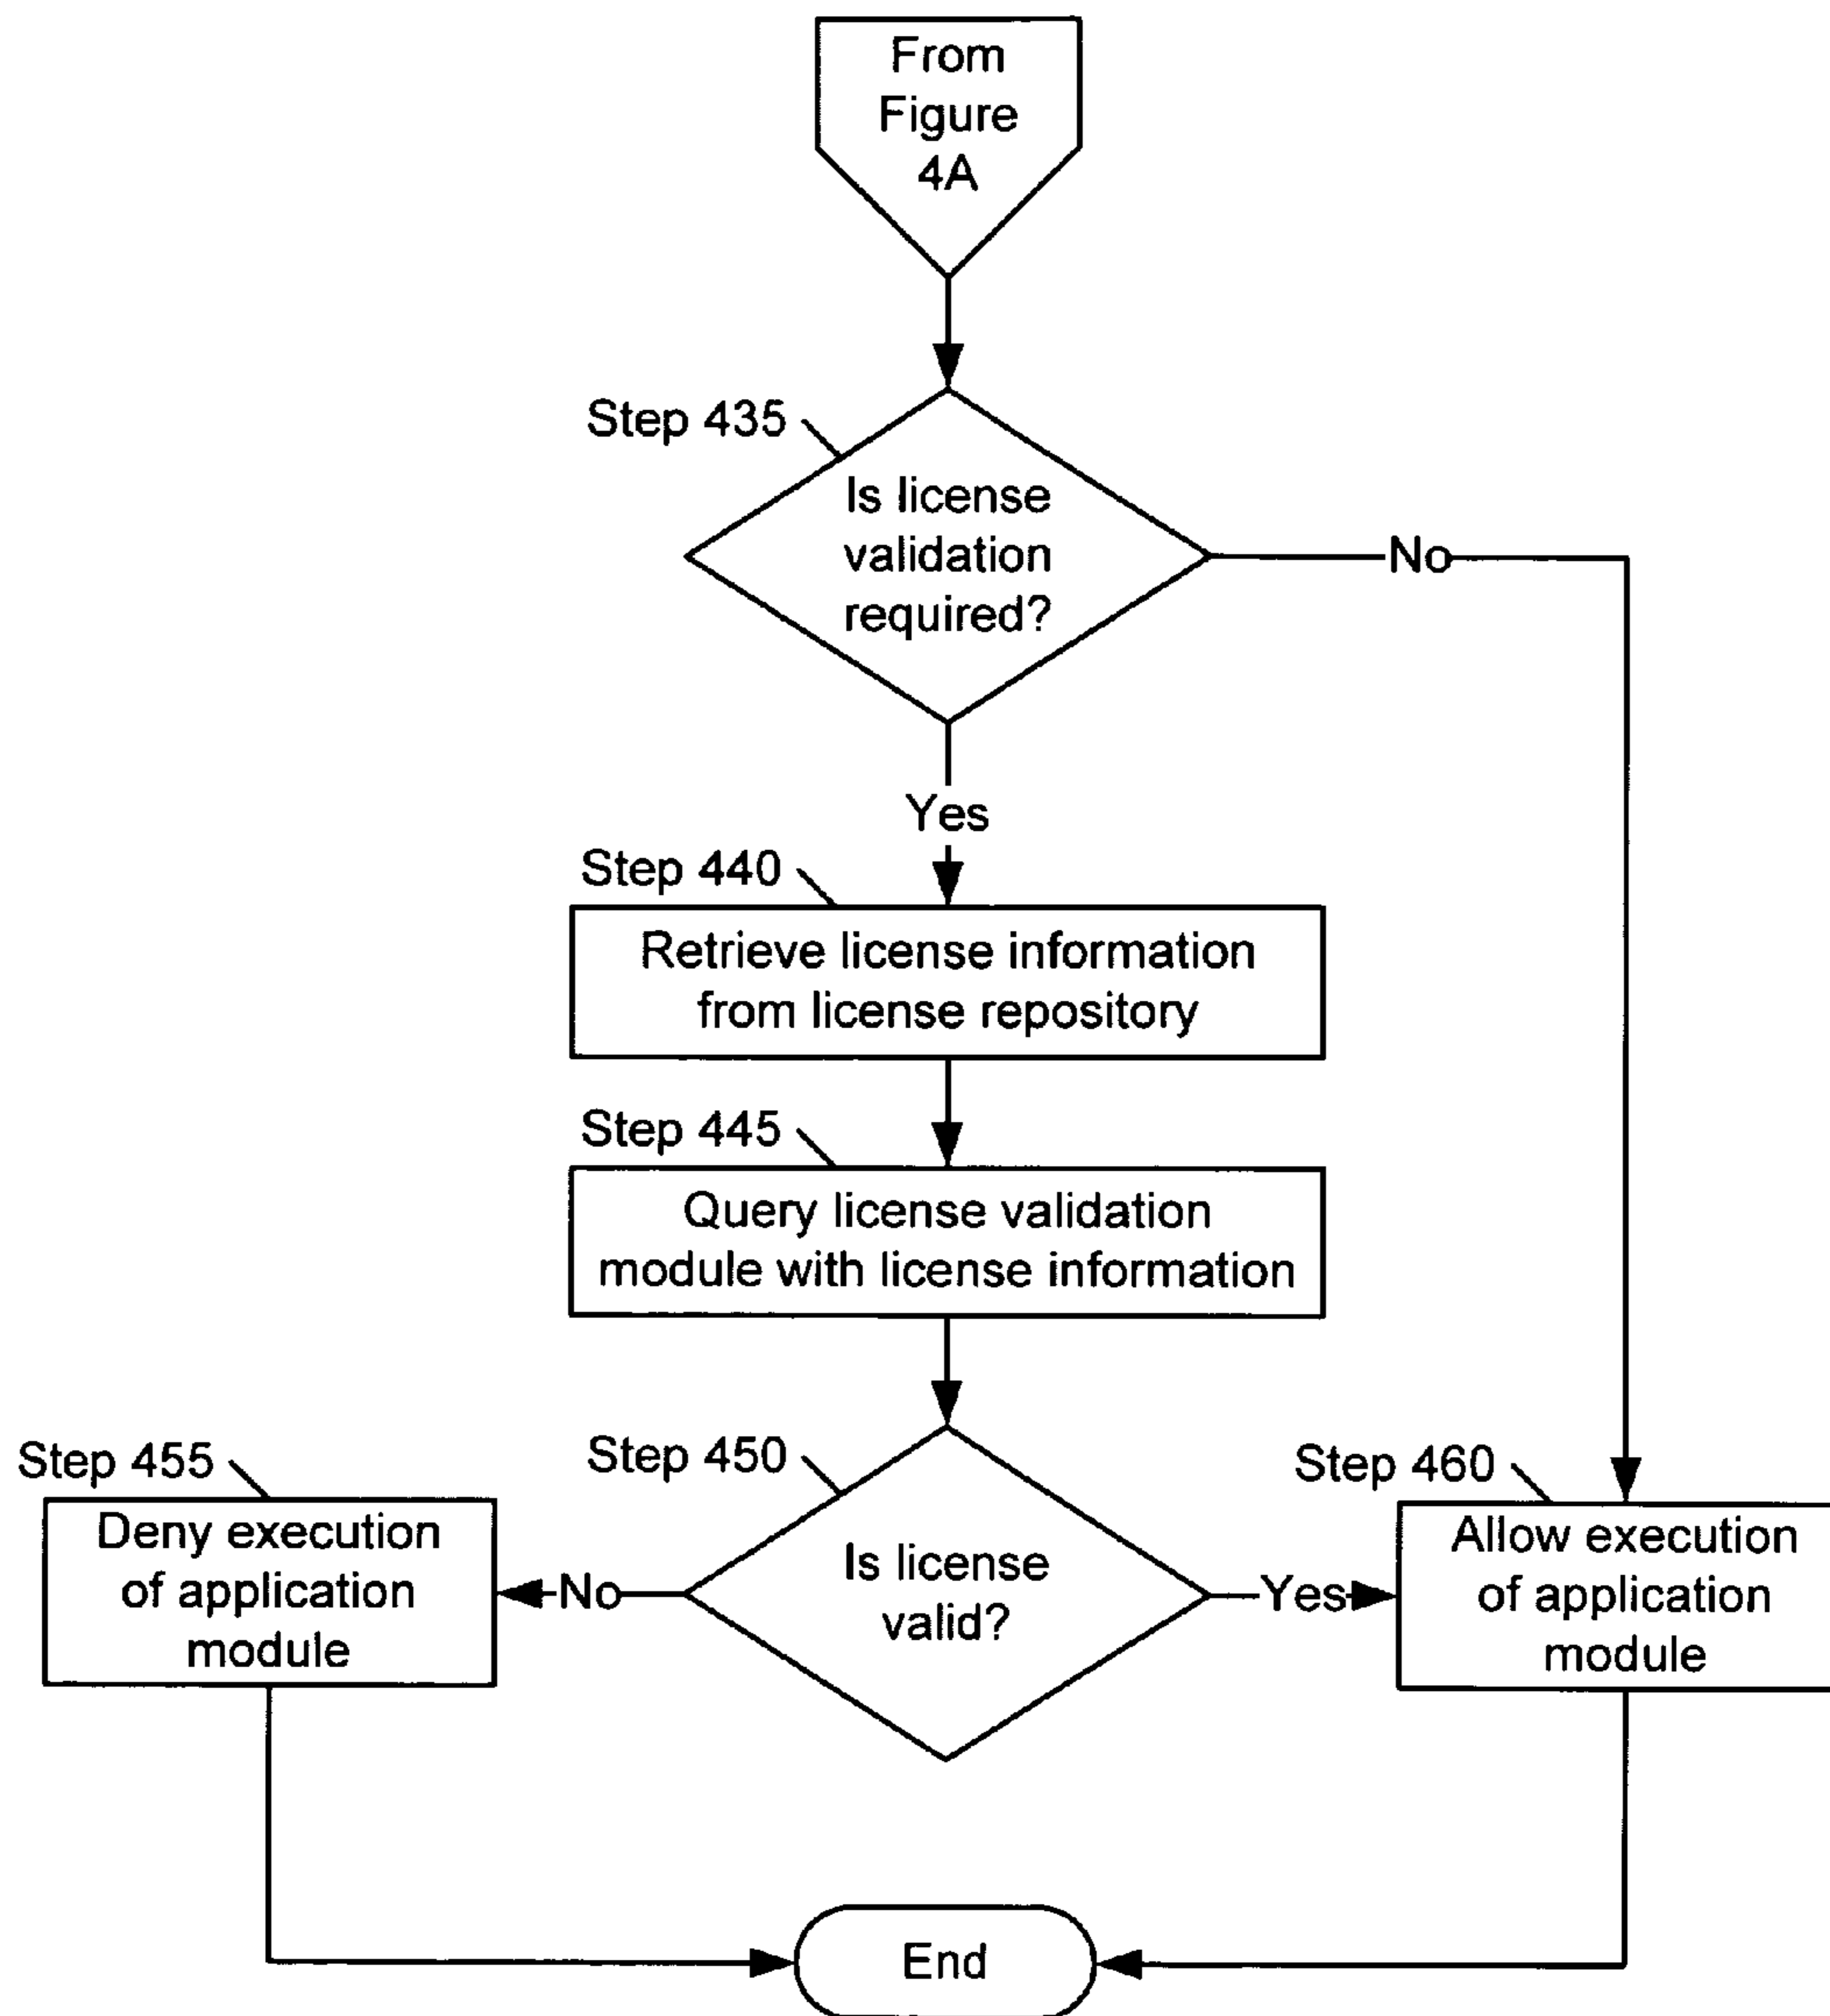 From
Figure
4A
Step 435
Is license
validation
required?
No
Yes
Step 440
Retrieve license information
from license repository
Step 445
Query license validation
module with license information
Step 455
Step 450
Step 460
Deny execution
of application
module
No
Is license
valid?
Yes
Allow execution
of application
module
End